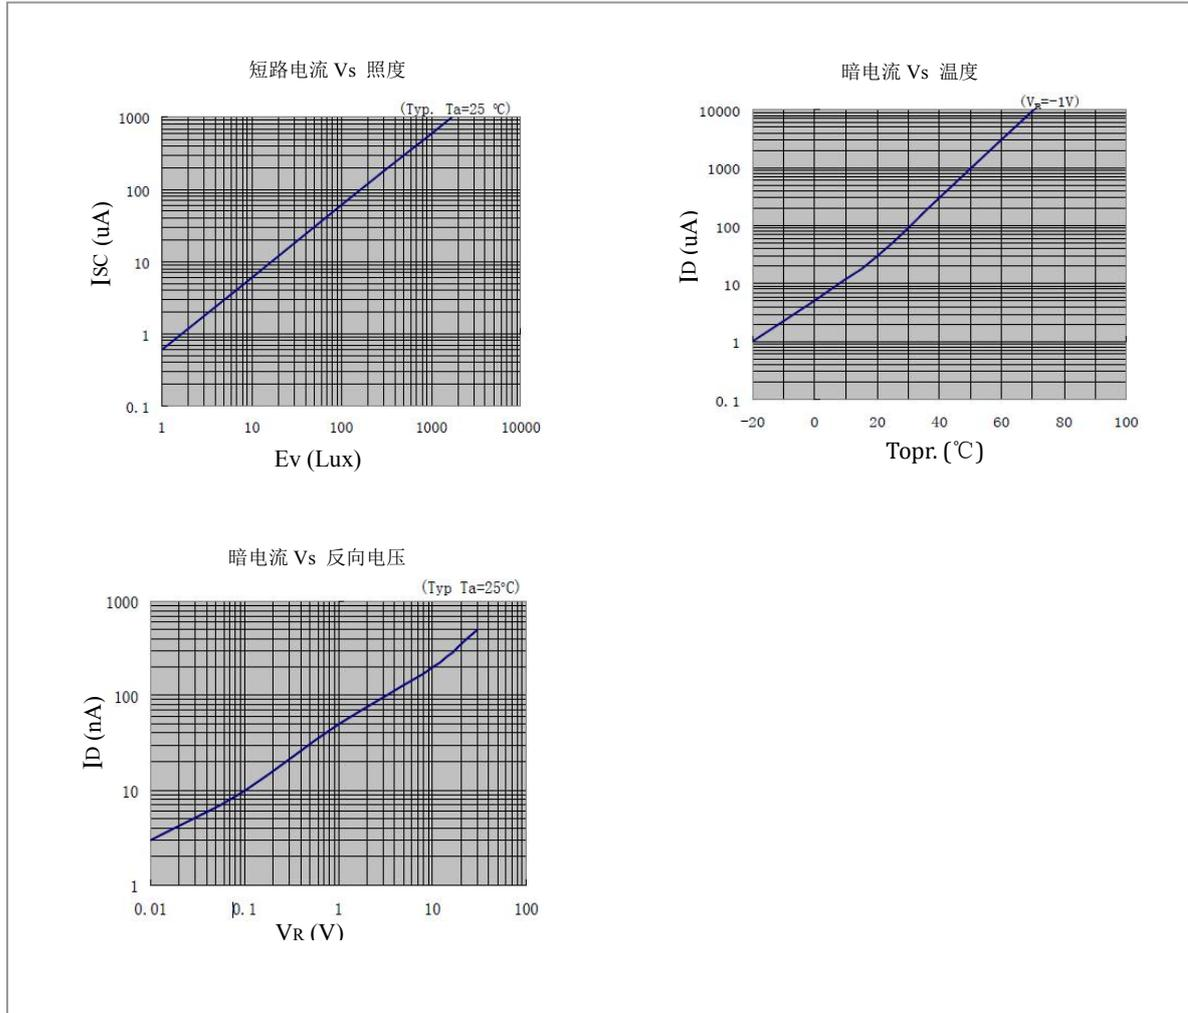 短路电流 Vs 照度
(Typ. Ta=25 ℃)
1000
100
10
1
0.1
ISC (uA)
1 10 100 1000 10000
Ev (Lux)
暗电流 Vs 温度
(VR=-1V)
10000
1000
100
10
1
0.1
ID (uA)
-20 0 20 40 60 80 100
Topr. (℃)
暗电流 Vs 反向电压
(Typ Ta=25℃)
1000
100
10
1
ID (nA)
0.01 0.1 1 10 100
VR (V)